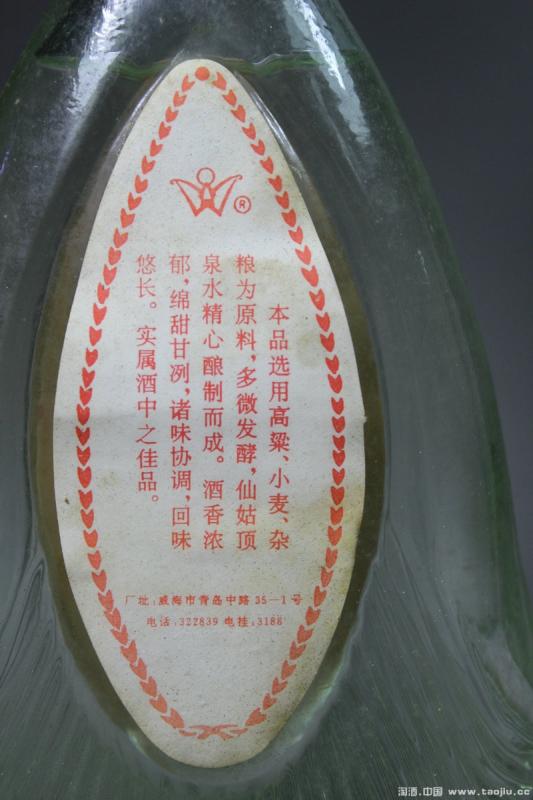 W®
本品选用高粱、小麦、杂
粮为原料，多微发酵，仙姑顶
泉水精心酿制而成。酒香浓
郁，绵甜甘洌，诸味协调，回味
悠长。实属酒中之佳品。
厂址：威海市青岛中路35—1号
电话：322839 电挂：3188
淘酒.中国 www.taojiu.cc